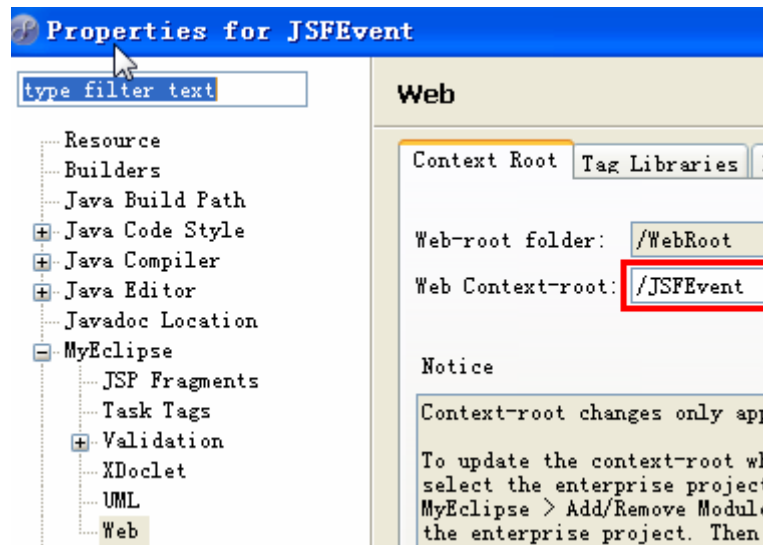 Properties for JSFEvent
type filter text
Resource
Builders
Java Build Path
Java Code Style
Java Compiler
Java Editor
Javadoc Location
MyEclipse
JSP Fragments
Task Tags
Validation
XDoclet
UML
Web
Web
Context Root Tag Libraries
Web-root folder: /WebRoot
Web Context-root: /JSFEvent
Notice
Context-root changes only app
To update the context-root wh
select the enterprise project
MyEclipse > Add/Remove Module
the enterprise project. Then